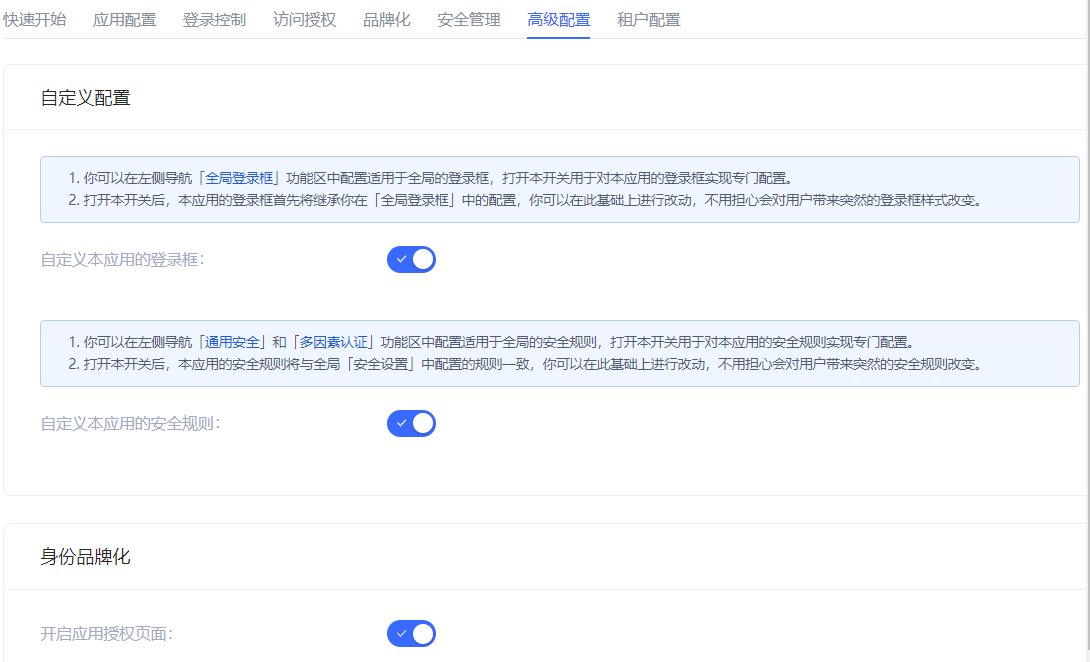 快速开始 应用配置 登录控制 访问授权 品牌化 安全管理 高级配置 租户配置
自定义配置
1. 你可以在左侧导航「全局登录框」功能区中配置适用于全局的登录框，打开本开关用于对本应用的登录框实现专门配置。
2. 打开本开关后，本应用的登录框首先将继承你在「全局登录框」中的配置，你可以在此基础上进行改动，不用担心会对用户带来突然的登录框样式改变。
自定义本应用的登录框：
1. 你可以在左侧导航「通用安全」和「多因素认证」功能区中配置适用于全局的安全规则，打开本开关用于对本应用的安全规则实现专门配置。
2. 打开本开关后，本应用的安全规则将与全局「安全设置」中配置的规则一致，你可以在此基础上进行改动，不用担心会对用户带来突然的安全规则改变。
自定义本应用的安全规则：
身份品牌化
开启应用授权页面：